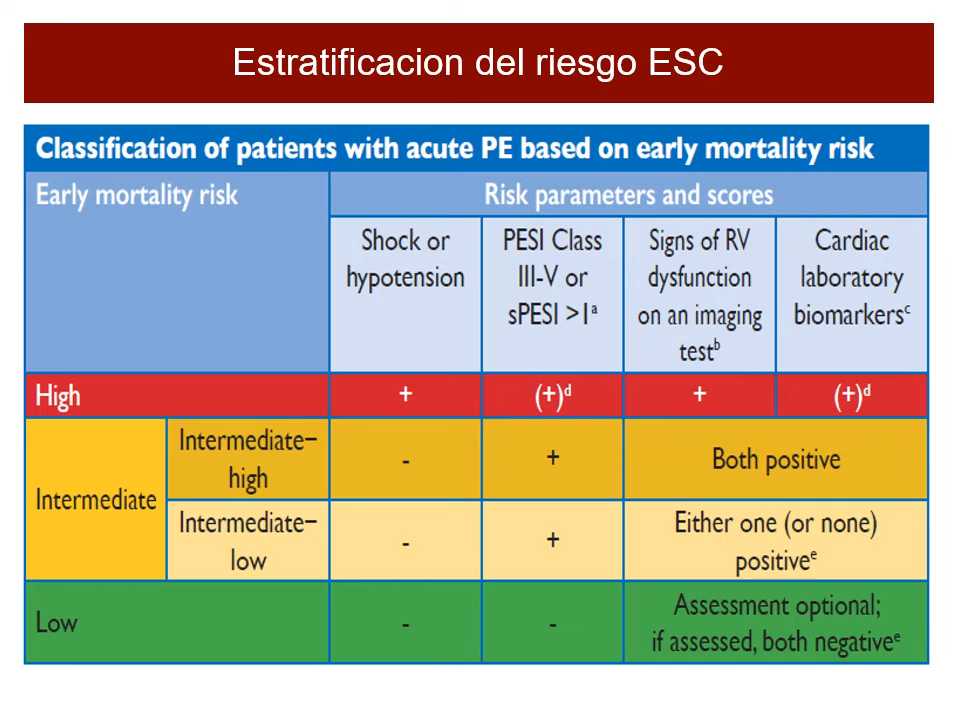 Estratificacion del riesgo ESC
Classification of patients with acute PE based on early mortality risk
Early mortality risk
Risk parameters and scores
Shock or
hypotension
PESI Class
III-V or
sPESI >I^a
Signs of RV
dysfunction
on an imaging
test^b
Cardiac
laboratory
biomarkers^c
High
+
(+)^d
+
(+)^d
Intermediate
Intermediate–
high
-
+
Both positive
Intermediate–
low
-
+
Either one (or none)
positive^e
Low
-
-
Assessment optional;
if assessed, both negative^e